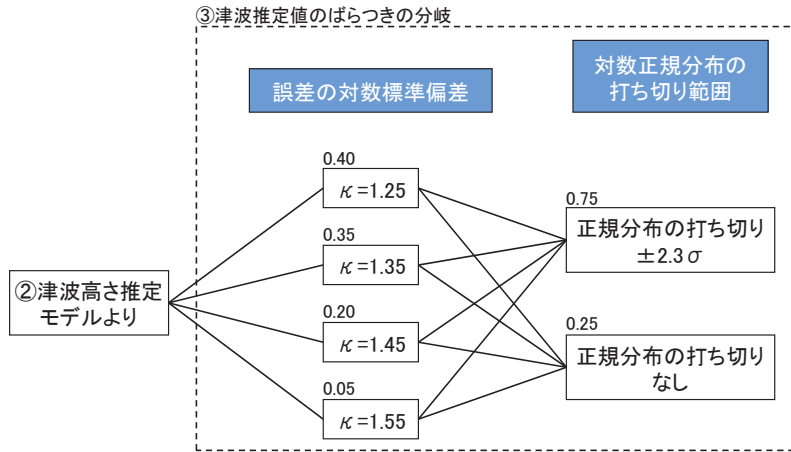 ③津波推定値のばらつきの分岐
誤差の対数標準偏差
対数正規分布の
打ち切り範囲
②津波高さ推定
モデルより
0.40
κ=1.25
0.35
κ=1.35
0.20
κ=1.45
0.05
κ=1.55
0.75
正規分布の打ち切り
±2.3σ
0.25
正規分布の打ち切り
なし